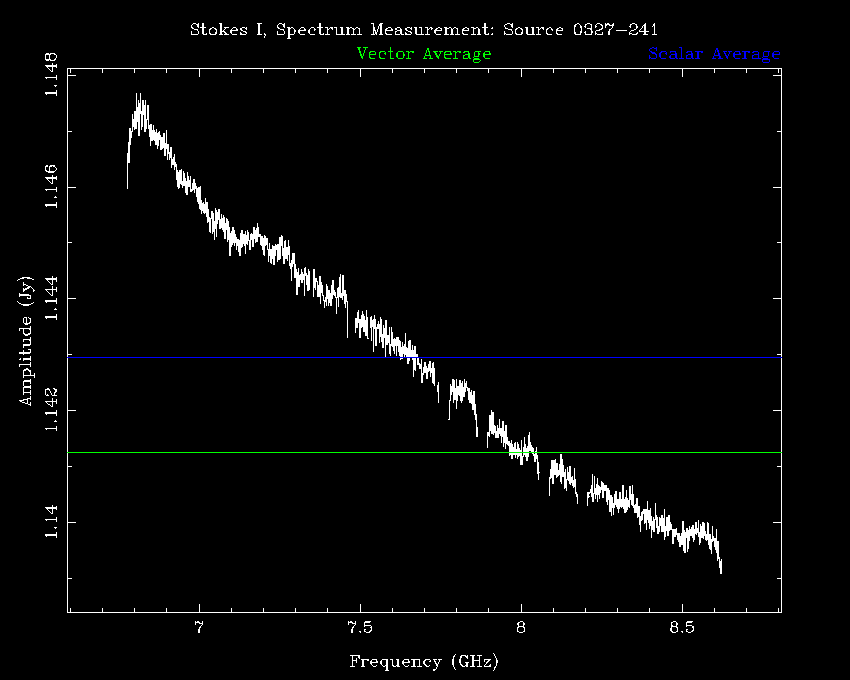 Stokes I, Spectrum Measurement: Source 0327-241
Vector Average
Scalar Average
1.148
1.146
1.144
1.142
1.14
Amplitude (Jy)
7
7.5
8
8.5
Frequency (GHz)